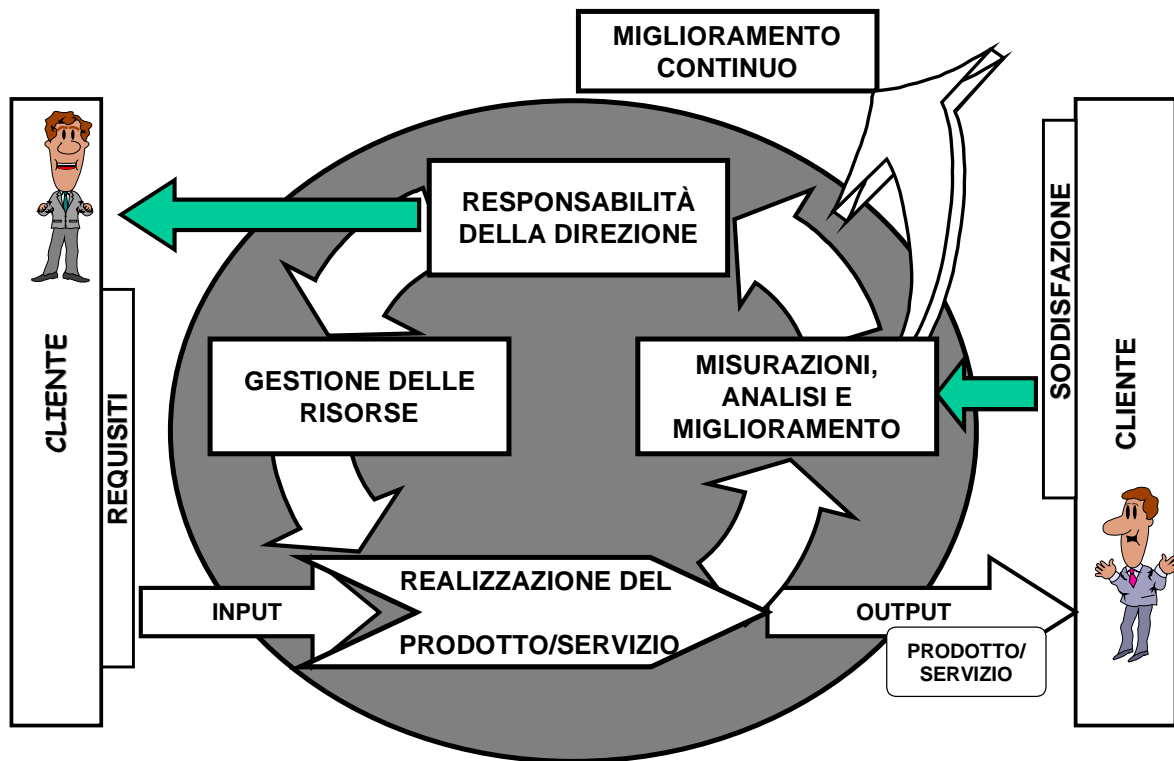 MIGLIORAMENTO
CONTINUO
CLIENTE
REQUISITI
RESPONSABILITÀ
DELLA DIREZIONE
GESTIONE DELLE
RISORSE
MISURAZIONI,
ANALISI E
MIGLIORAMENTO
SODDISFAZIONE
CLIENTE
INPUT
REALIZZAZIONE DEL
PRODOTTO/SERVIZIO
OUTPUT
PRODOTTO/
SERVIZIO